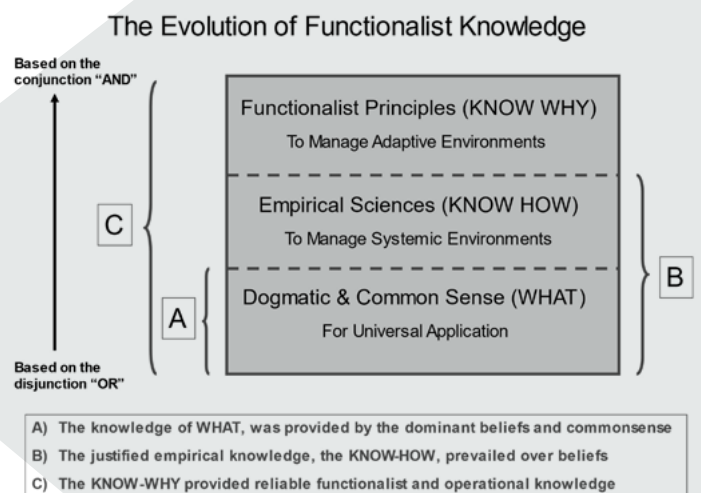 The Evolution of Functionalist Knowledge
Based on the
conjunction “AND”
Functionalist Principles (KNOW WHY)
To Manage Adaptive Environments
C
Empirical Sciences (KNOW HOW)
To Manage Systemic Environments
B
A
Dogmatic & Common Sense (WHAT)
For Universal Application
Based on the
disjunction “OR”
A) The knowledge of WHAT, was provided by the dominant beliefs and commonsense
B) The justified empirical knowledge, the KNOW-HOW, prevailed over beliefs
C) The KNOW-WHY provided reliable functionalist and operational knowledge